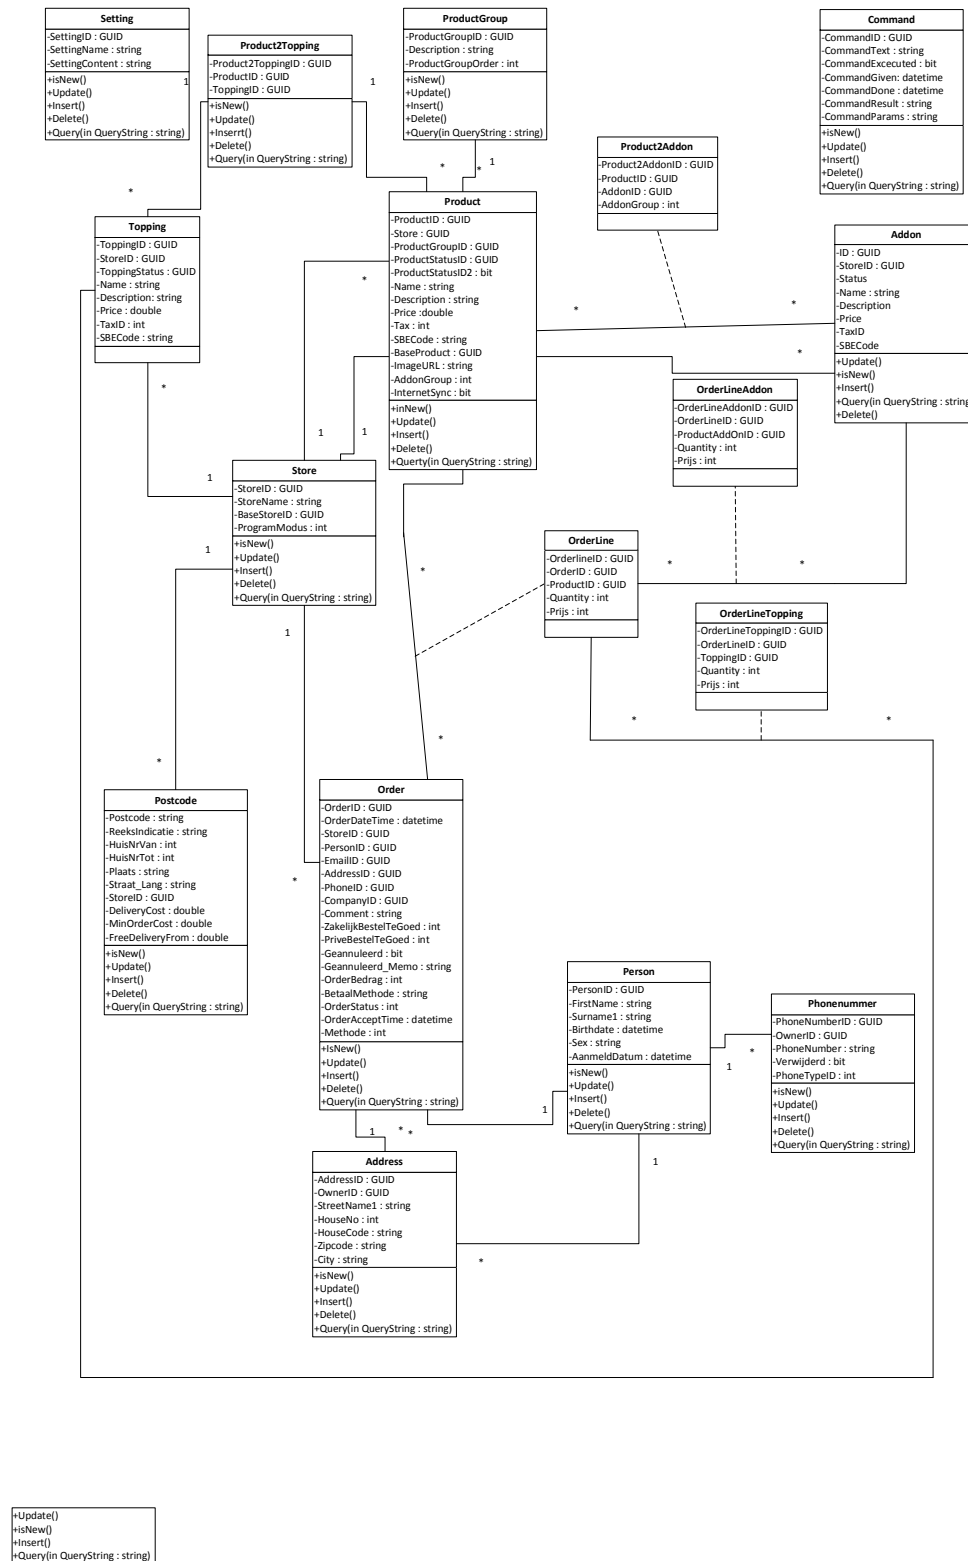 Setting
-SettingID : GUID
-SettingName : string
-SettingContent : string
+isNew()
+Update()
+Insert()
+Delete()
+Query(in QueryString : string)
1
Product2Topping
-Product2ToppingID : GUID
-ProductID : GUID
-ToppingID : GUID
+isNew()
+Update()
+Inserrt()
+Delete()
+Query(in QueryString : string)
1
*
ProductGroup
-ProductGroupID : GUID
-Description : string
-ProductGroupOrder : int
+isNew()
+Update()
+Insert()
+Delete()
+Query(in QueryString : string)
*
*
1
Command
-CommandID : GUID
-CommandText : string
-CommandExcecuted : bit
-CommandGiven: datetime
-CommandDone : datetime
-CommandResult : string
-CommandParams : string
+isNew()
+Update()
+Insert()
+Delete()
+Query(in QueryString : string)
Product2Addon
-Product2AddonID : GUID
-ProductID : GUID
-AddonID : GUID
-AddonGroup : int
Topping
-ToppingID : GUID
-StoreID : GUID
-ToppingStatus : GUID
-Name : string
-Description: string
-Price : double
-TaxID : int
-SBECode : string
*
Product
-ProductID : GUID
-Store : GUID
-ProductGroupID : GUID
-ProductStatusID : GUID
-ProductStatusID2 : bit
-Name : string
-Description : string
-Price :double
-Tax : int
-SBECode : string
-BaseProduct : GUID
-ImageURL : string
-AddonGroup : int
-InternetSync : bit
+inNew()
+Update()
+Insert()
+Delete()
+Querty(in QueryString : string)
*
*
*
*
1
1
Addon
-ID : GUID
-StoreID : GUID
-Status
-Name : string
-Description
-Price
-TaxID
-SBECode
+Update()
+isNew()
+Insert()
+Query(in QueryString : string
+Delete()
OrderLineAddon
-OrderLineAddonID : GUID
-OrderLineID : GUID
-ProductAddOnID : GUID
-Quantity : int
-Prijs : int
Store
-StoreID : GUID
-StoreName : string
-BaseStoreID : GUID
-ProgramModus : int
+isNew()
+Update()
+Insert()
+Delete()
+Query(in QueryString : string)
1
1
1
*
OrderLine
-OrderlineID : GUID
-OrderID : GUID
-ProductID : GUID
-Quantity : int
-Prijs : int
*
*
OrderLineTopping
-OrderLineToppingID : GUID
-OrderLineID : GUID
-ToppingID : GUID
-Quantity : int
-Prijs : int
*
*
*
*
Postcode
-Postcode : string
-ReeksIndicatie : string
-HuisNrVan : int
-HuisNrTot : int
-Plaats : string
-Straat_Lang : string
-StoreID : GUID
-DeliveryCost : double
-MinOrderCost : double
-FreeDeliveryFrom : double
+isNew()
+Update()
+Insert()
+Delete()
+Query(in QueryString : string)
*
Order
-OrderID : GUID
-OrderDateTime : datetime
-StoreID : GUID
-PersonID : GUID
-EmailID : GUID
-AddressID : GUID
-PhoneID : GUID
-CompanyID : GUID
-Comment : string
-ZakelijkBestelTeGoed : int
-PriveBestelTeGoed : int
-Geannuleerd : bit
-Geannuleerd_Memo : string
-OrderBedrag : int
-BetaalMethode : string
-OrderStatus : int
-OrderAcceptTime : datetime
-Methode : int
+IsNew()
+Update()
+Insert()
+Delete()
+Query(in QueryString : string)
1
*
*
1
Person
-PersonID : GUID
-FirstName : string
-Surname1 : string
-Birthdate : datetime
-Sex : string
-AanmeldDatum : datetime
+isNew()
+Update()
+Insert()
+Delete()
+Query(in QueryString : string)
1
*
1
Phonenummer
-PhoneNumberID : GUID
-OwnerID : GUID
-PhoneNumber : string
-Verwijderd : bit
-PhoneTypeID : int
+isNew()
+Update()
+Insert()
+Delete()
+Query(in QueryString : string)
Address
-AddressID : GUID
-OwnerID : GUID
-StreetName1 : string
-HouseNo : int
-HouseCode : string
-Zipcode : string
-City : string
+isNew()
+Update()
+Insert()
+Delete()
+Query(in QueryString : string)
*
+Update()
+isNew()
+Insert()
+Query(in QueryString : string)